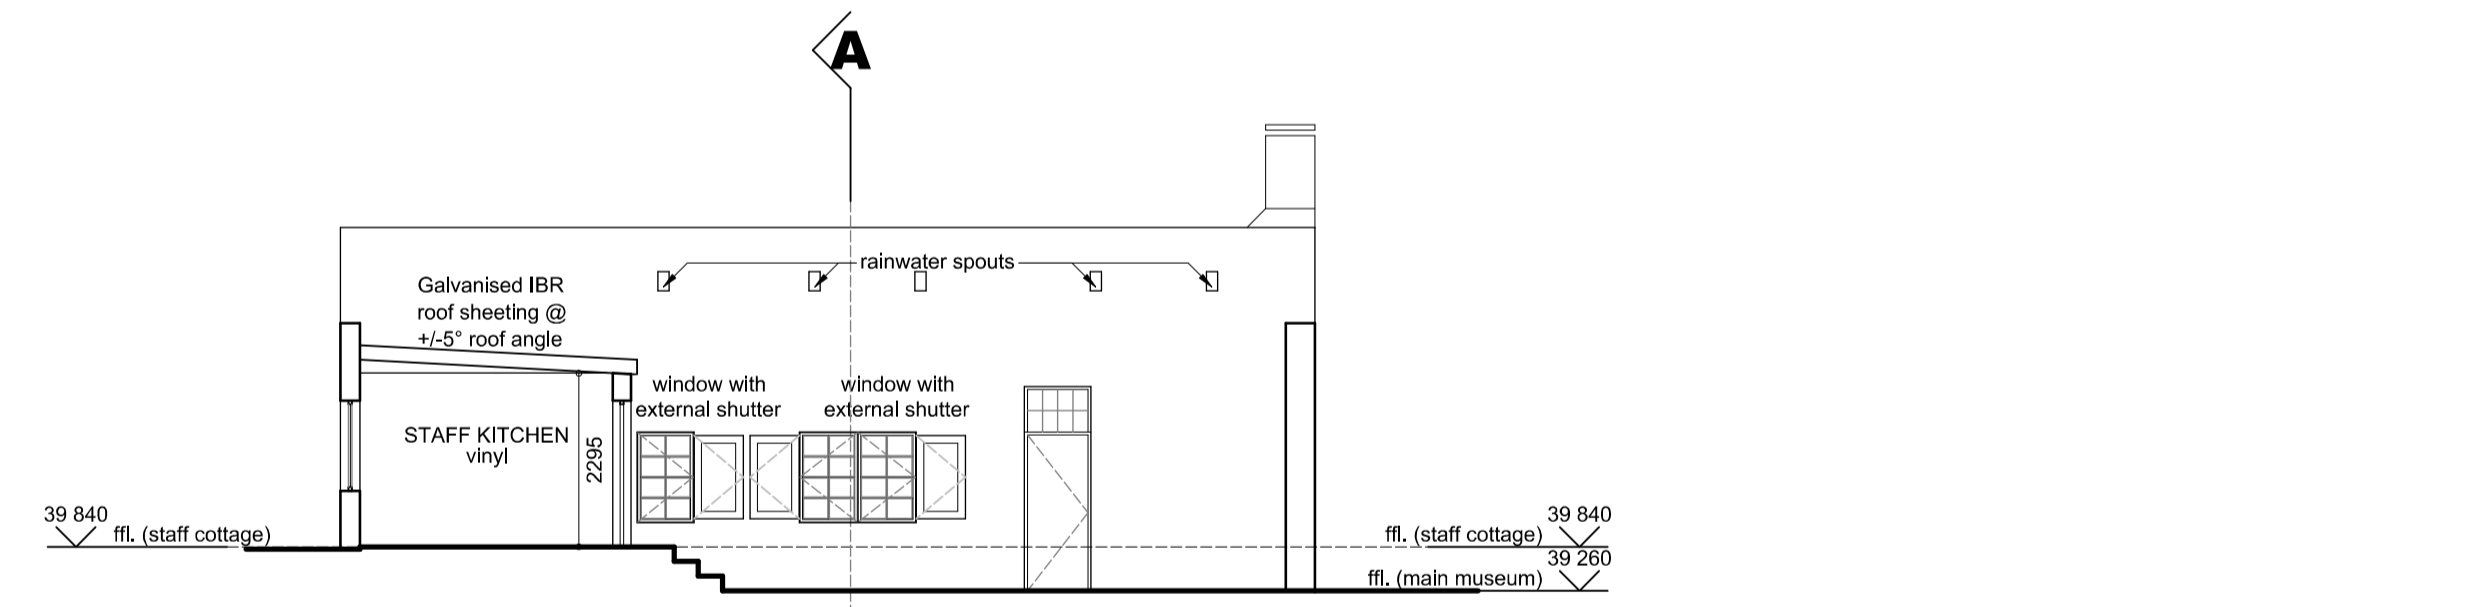 A
rainwater spouts
Galvanised IBR
roof sheeting @
+/-5° roof angle
window with
external shutter
window with
external shutter
STAFF KITCHEN
vinyl
2295
39 840
ffl. (staff cottage)
39 840
ffl. (staff cottage)
39 260
ffl. (main museum)